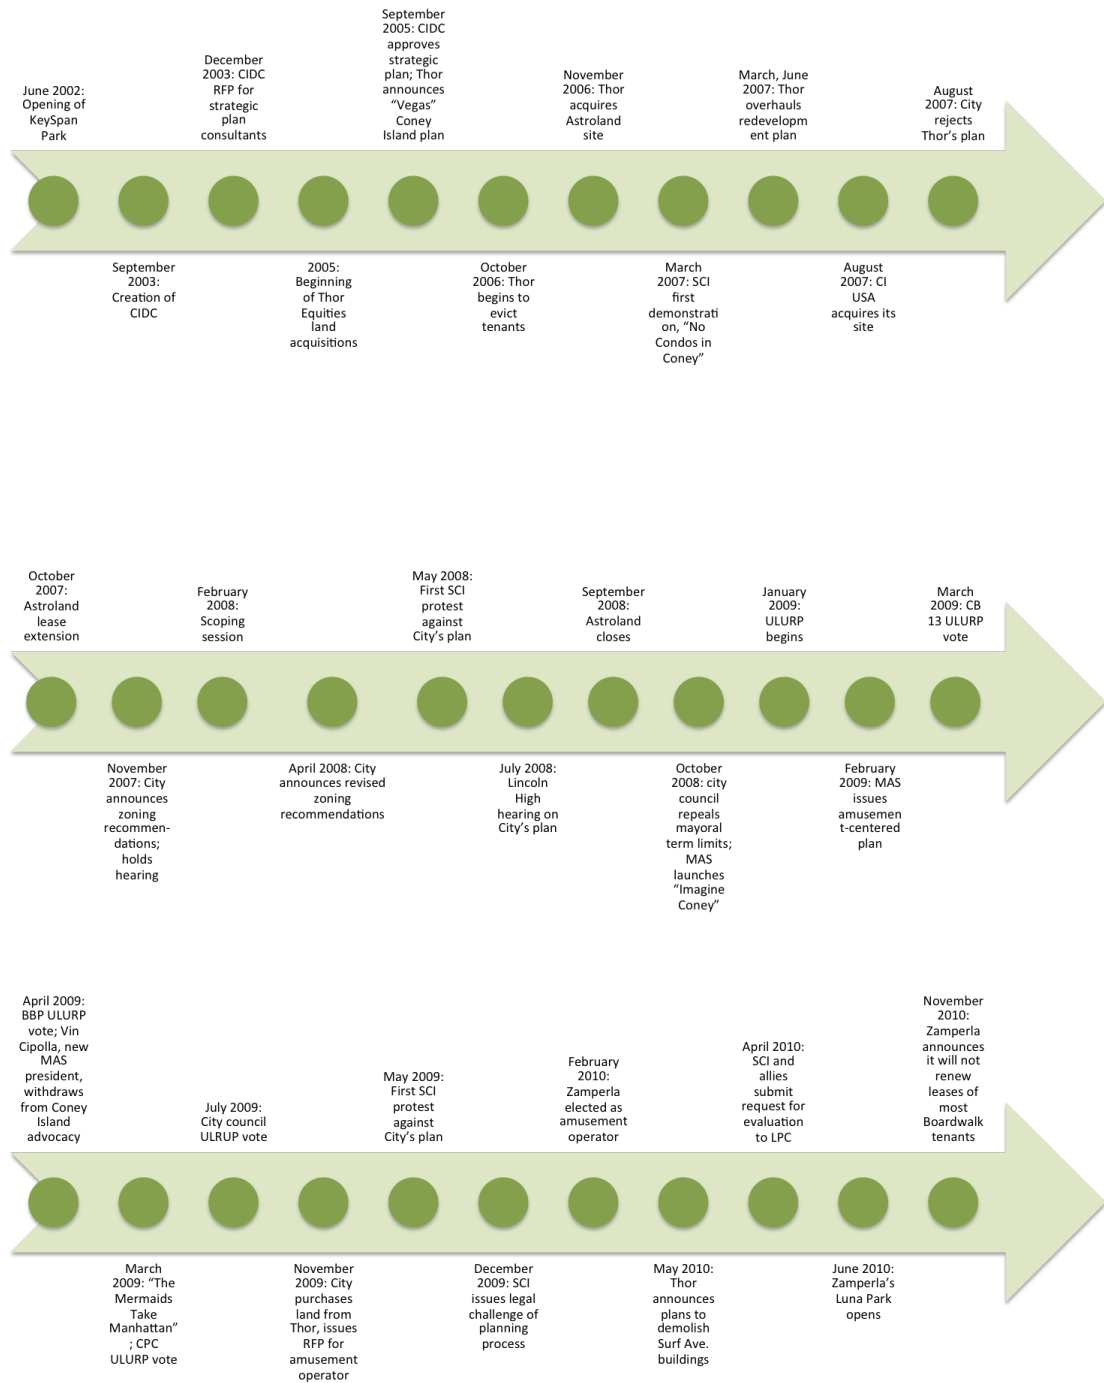 June 2002:
Opening of
KeySpan
Park
September
2003:
Creation of
CIDC
December
2003: CIDC
RFP for
strategic
plan
consultants
2005:
Beginning
of Thor
Equities
land
acquisitions
September
2005: CIDC
approves
strategic
plan; Thor
announces
“Vegas”
Coney
Island plan
October
2006: Thor
begins to
evict
tenants
November
2006: Thor
acquires
Astroland
site
March
2007: SCI
first
demonstrati
on, “No
Condos in
Coney”
March, June
2007: Thor
overhauls
redevelopm
ent plan
August
2007: CI
USA
acquires its
site
August
2007: City
rejects
Thor’s plan
October
2007:
Astroland
lease
extension
November
2007: City
announces
zoning
recommen-
dations;
holds
hearing
February
2008:
Scoping
session
April 2008: City
announces revised
zoning
recommendations
May 2008:
First SCI
protest
against
City’s plan
July 2008:
Lincoln
High
hearing on
City’s plan
September
2008:
Astroland
closes
October
2008: city
council
repeals
mayoral
term limits;
MAS
launches
“Imagine
Coney”
January
2009:
ULURP
begins
February
2009: MAS
issues
amusemen
t-centered
plan
March
2009: CB
13 ULURP
vote
April 2009:
BBP ULURP
vote; Vin
Cipolla, new
MAS
president,
withdraws
from Coney
Island
advocacy
March
2009: “The
Mermaids
Take
Manhattan”
; CPC
ULURP vote
July 2009:
City council
ULRUP vote
November
2009: City
purchases
land from
Thor, issues
RFP for
amusement
operator
May 2009:
First SCI
protest
against
City’s plan
December
2009: SCI
issues legal
challenge of
planning
process
February
2010:
Zamperla
elected as
amusement
operator
May 2010:
Thor
announces
plans to
demolish
Surf Ave.
buildings
April 2010:
SCI and
allies
submit
request for
evaluation
to LPC
June 2010:
Zamperla’s
Luna Park
opens
November
2010:
Zamperla
announces
it will not
renew
leases of
most
Boardwalk
tenants